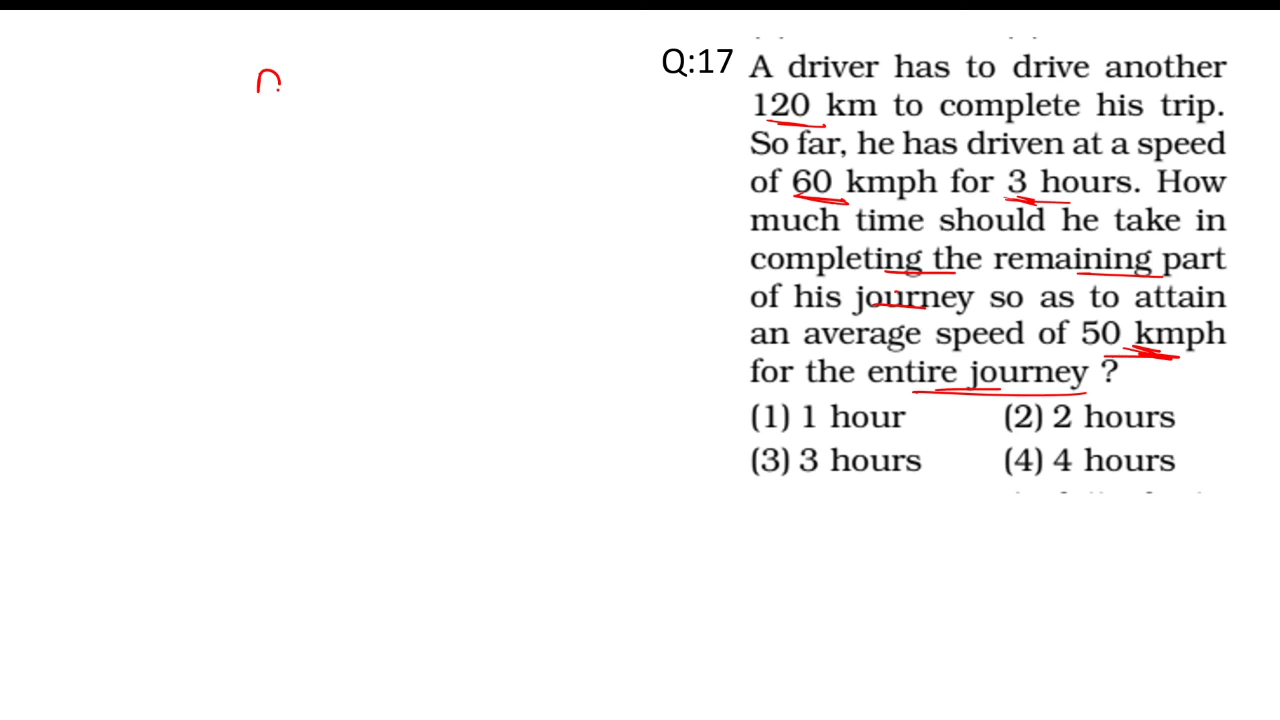 Q:17 A driver has to drive another
120 km to complete his trip.
So far, he has driven at a speed
of 60 kmph for 3 hours. How
much time should he take in
completing the remaining part
of his journey so as to attain
an average speed of 50 kmph
for the entire journey ?
(1) 1 hour (2) 2 hours
(3) 3 hours (4) 4 hours